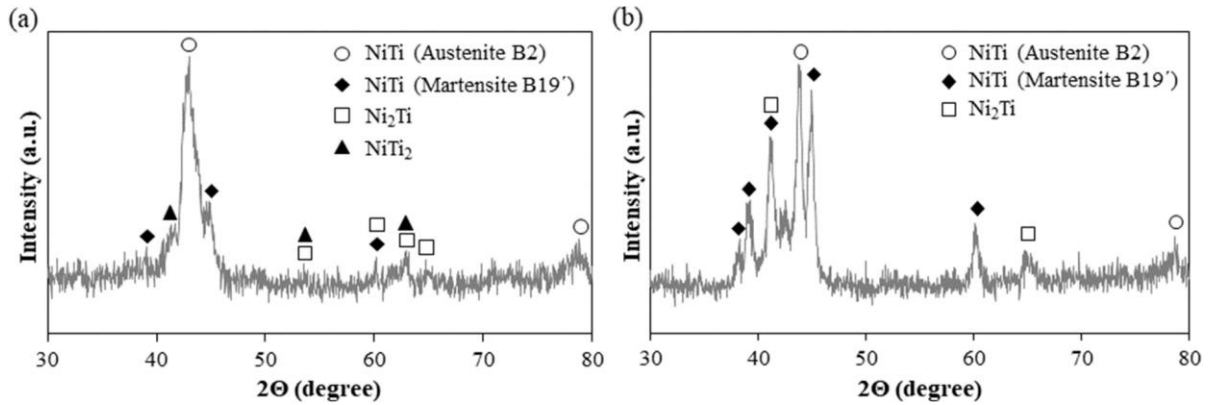 (a)
NiTi (Austenite B2)
NiTi (Martensite B19´)
Ni₂Ti
NiTi₂
Intensity (a.u.)
30 40 50 60 70 80
2Θ (degree)
(b)
NiTi (Austenite B2)
NiTi (Martensite B19´)
Ni₂Ti
Intensity (a.u.)
30 40 50 60 70 80
2Θ (degree)